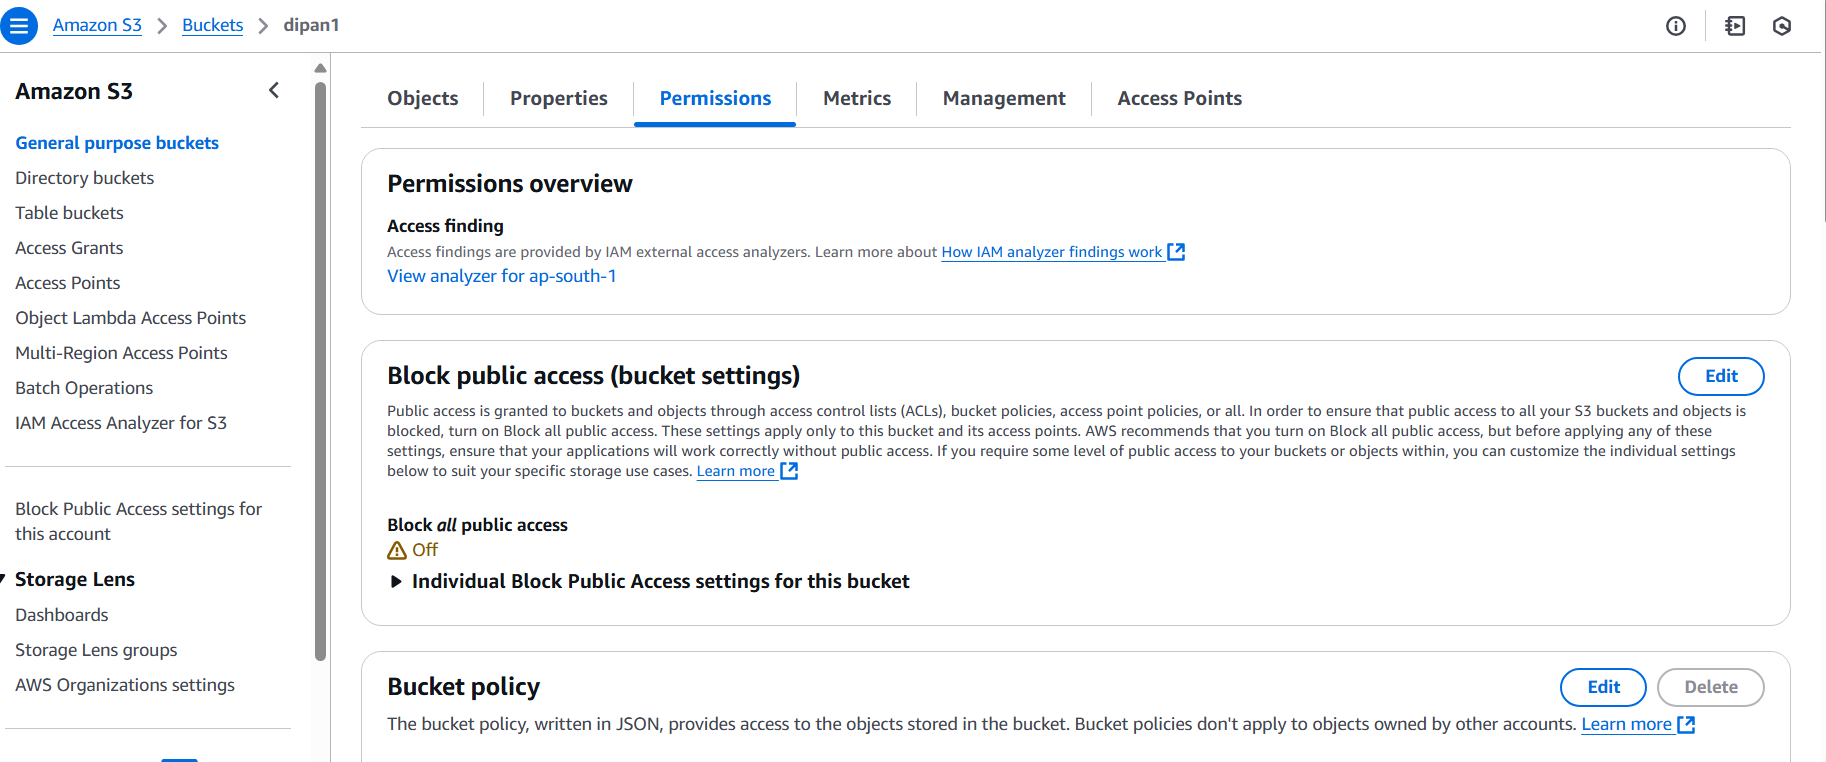 Amazon S3 > Buckets > dipan1
Amazon S3
General purpose buckets
Directory buckets
Table buckets
Access Grants
Access Points
Object Lambda Access Points
Multi-Region Access Points
Batch Operations
IAM Access Analyzer for S3
Block Public Access settings for
this account
Storage Lens
Dashboards
Storage Lens groups
AWS Organizations settings
Objects Properties Permissions Metrics Management Access Points
Permissions overview
Access finding
Access findings are provided by IAM external access analyzers. Learn more about How IAM analyzer findings work
View analyzer for ap-south-1
Block public access (bucket settings)
Edit
Public access is granted to buckets and objects through access control lists (ACLs), bucket policies, access point policies, or all. In order to ensure that public access to all your S3 buckets and objects is
blocked, turn on Block all public access. These settings apply only to this bucket and its access points. AWS recommends that you turn on Block all public access, but before applying any of these
settings, ensure that your applications will work correctly without public access. If you require some level of public access to your buckets or objects within, you can customize the individual settings
below to suit your specific storage use cases. Learn more
Block all public access
Off
Individual Block Public Access settings for this bucket
Bucket policy
Edit Delete
The bucket policy, written in JSON, provides access to the objects stored in the bucket. Bucket policies don't apply to objects owned by other accounts. Learn more